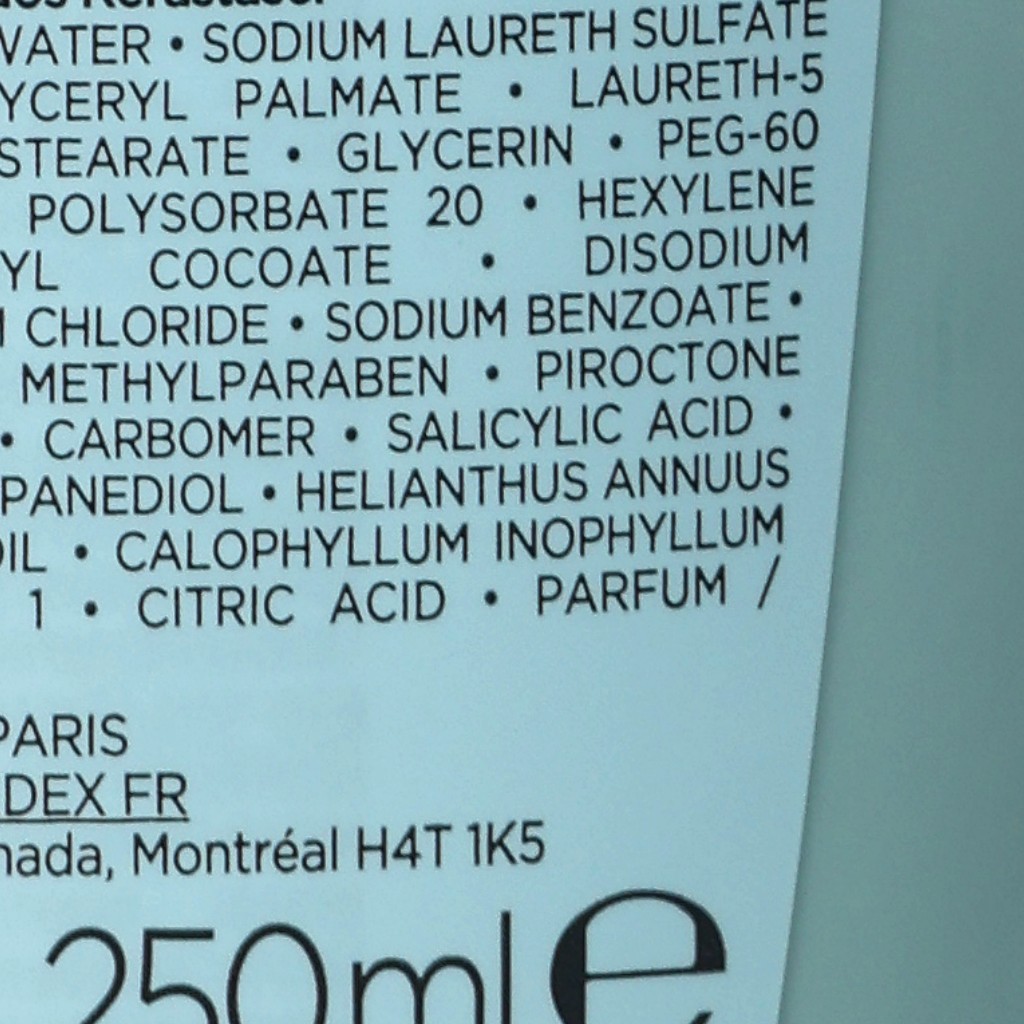 WATER • SODIUM LAURETH SULFATE
YCERYL PALMATE • LAURETH-5
STEARATE • GLYCERIN • PEG-60
POLYSORBATE 20 • HEXYLENE
YL COCOATE • DISODIUM
CHLORIDE • SODIUM BENZOATE •
METHYLPARABEN • PIROCTONE
• CARBOMER • SALICYLIC ACID •
PANEDIOL • HELIANTHUS ANNUUS
OIL • CALOPHYLLUM INOPHYLLUM
1 • CITRIC ACID • PARFUM /
PARIS
DEX FR
nada, Montréal H4T 1K5
250ml e